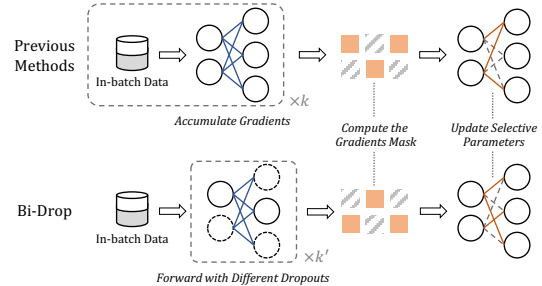 Previous
Methods
In-batch Data
×k
Accumulate Gradients
Compute the
Gradients Mask
Update Selective
Parameters
Bi-Drop
In-batch Data
×k′
Forward with Different Dropouts